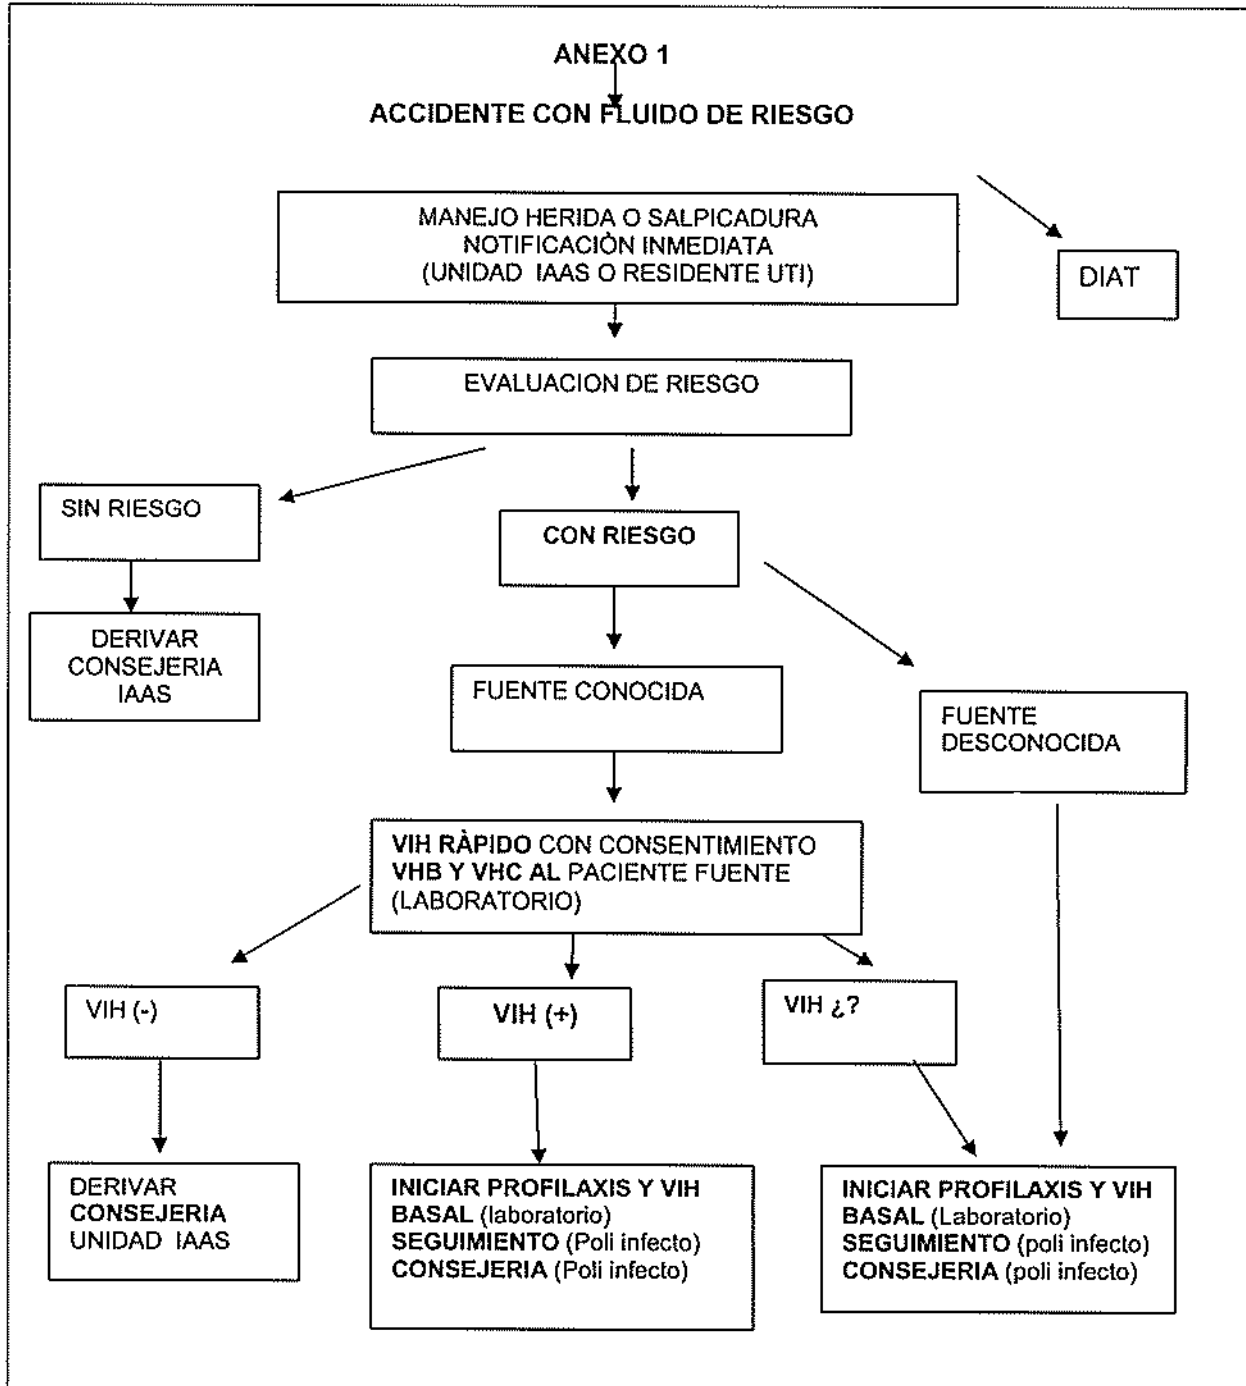 ANEXO 1
ACCIDENTE CON FLUIDO DE RIESGO
MANEJO HERIDA O SALPICADURA
NOTIFICACIÒN INMEDIATA
(UNIDAD IAAS O RESIDENTE UTI)
DIAT
EVALUACION DE RIESGO
SIN RIESGO
CON RIESGO
DERIVAR
CONSEJERIA
IAAS
FUENTE CONOCIDA
FUENTE
DESCONOCIDA
VIH RÀPIDO CON CONSENTIMIENTO
VHB Y VHC AL PACIENTE FUENTE
(LABORATORIO)
VIH (-)
VIH (+)
VIH ¿?
DERIVAR
CONSEJERIA
UNIDAD IAAS
INICIAR PROFILAXIS Y VIH
BASAL (laboratorio)
SEGUIMIENTO (Poli infecto)
CONSEJERIA (Poli infecto)
INICIAR PROFILAXIS Y VIH
BASAL (Laboratorio)
SEGUIMIENTO (poli infecto)
CONSEJERIA (poli infecto)